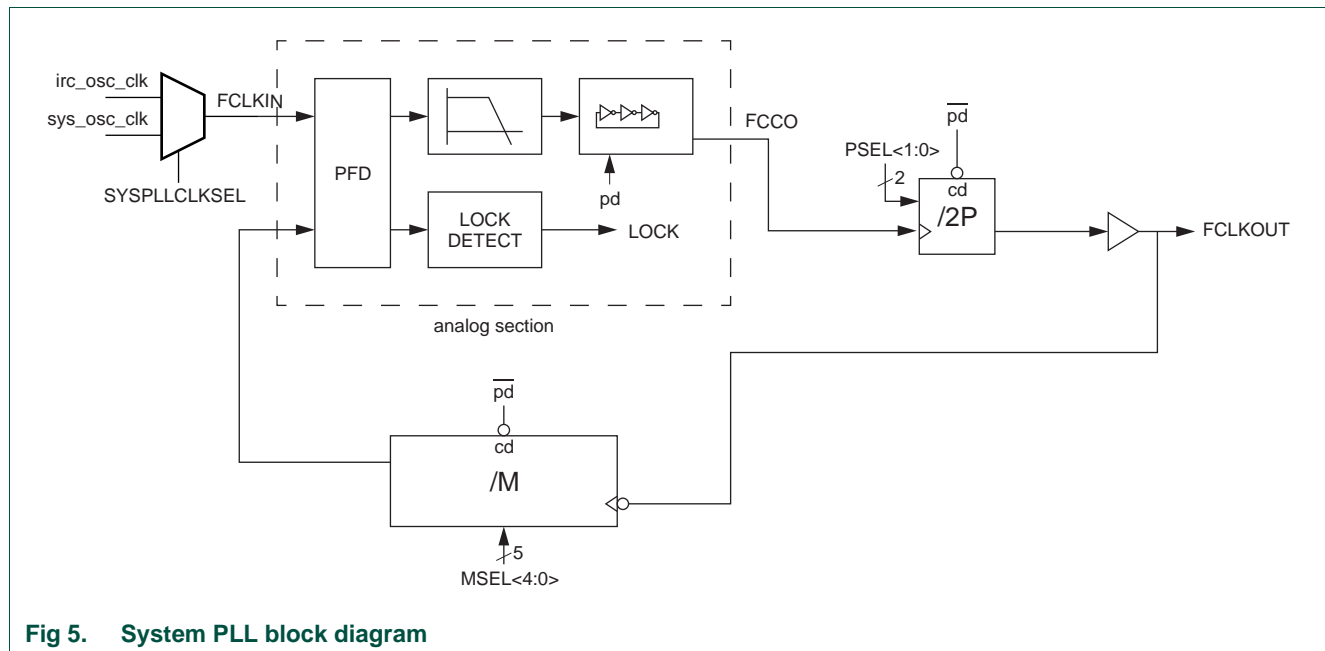 irc_osc_clk
sys_osc_clk
FCLKIN
SYSPLLCLKSEL
PFD
LOCK
DETECT
LOCK
pd
analog section
FCCO
PSEL<1:0>
2
pd
cd
/2P
FCLKOUT
pd
cd
/M
5
MSEL<4:0>
Fig 5. System PLL block diagram